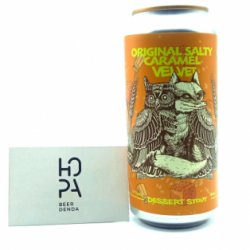 ORIGINAL SALTY
CARAMEL
VELVET
DESSERT STOUT
HOPA
BEER
DENDA